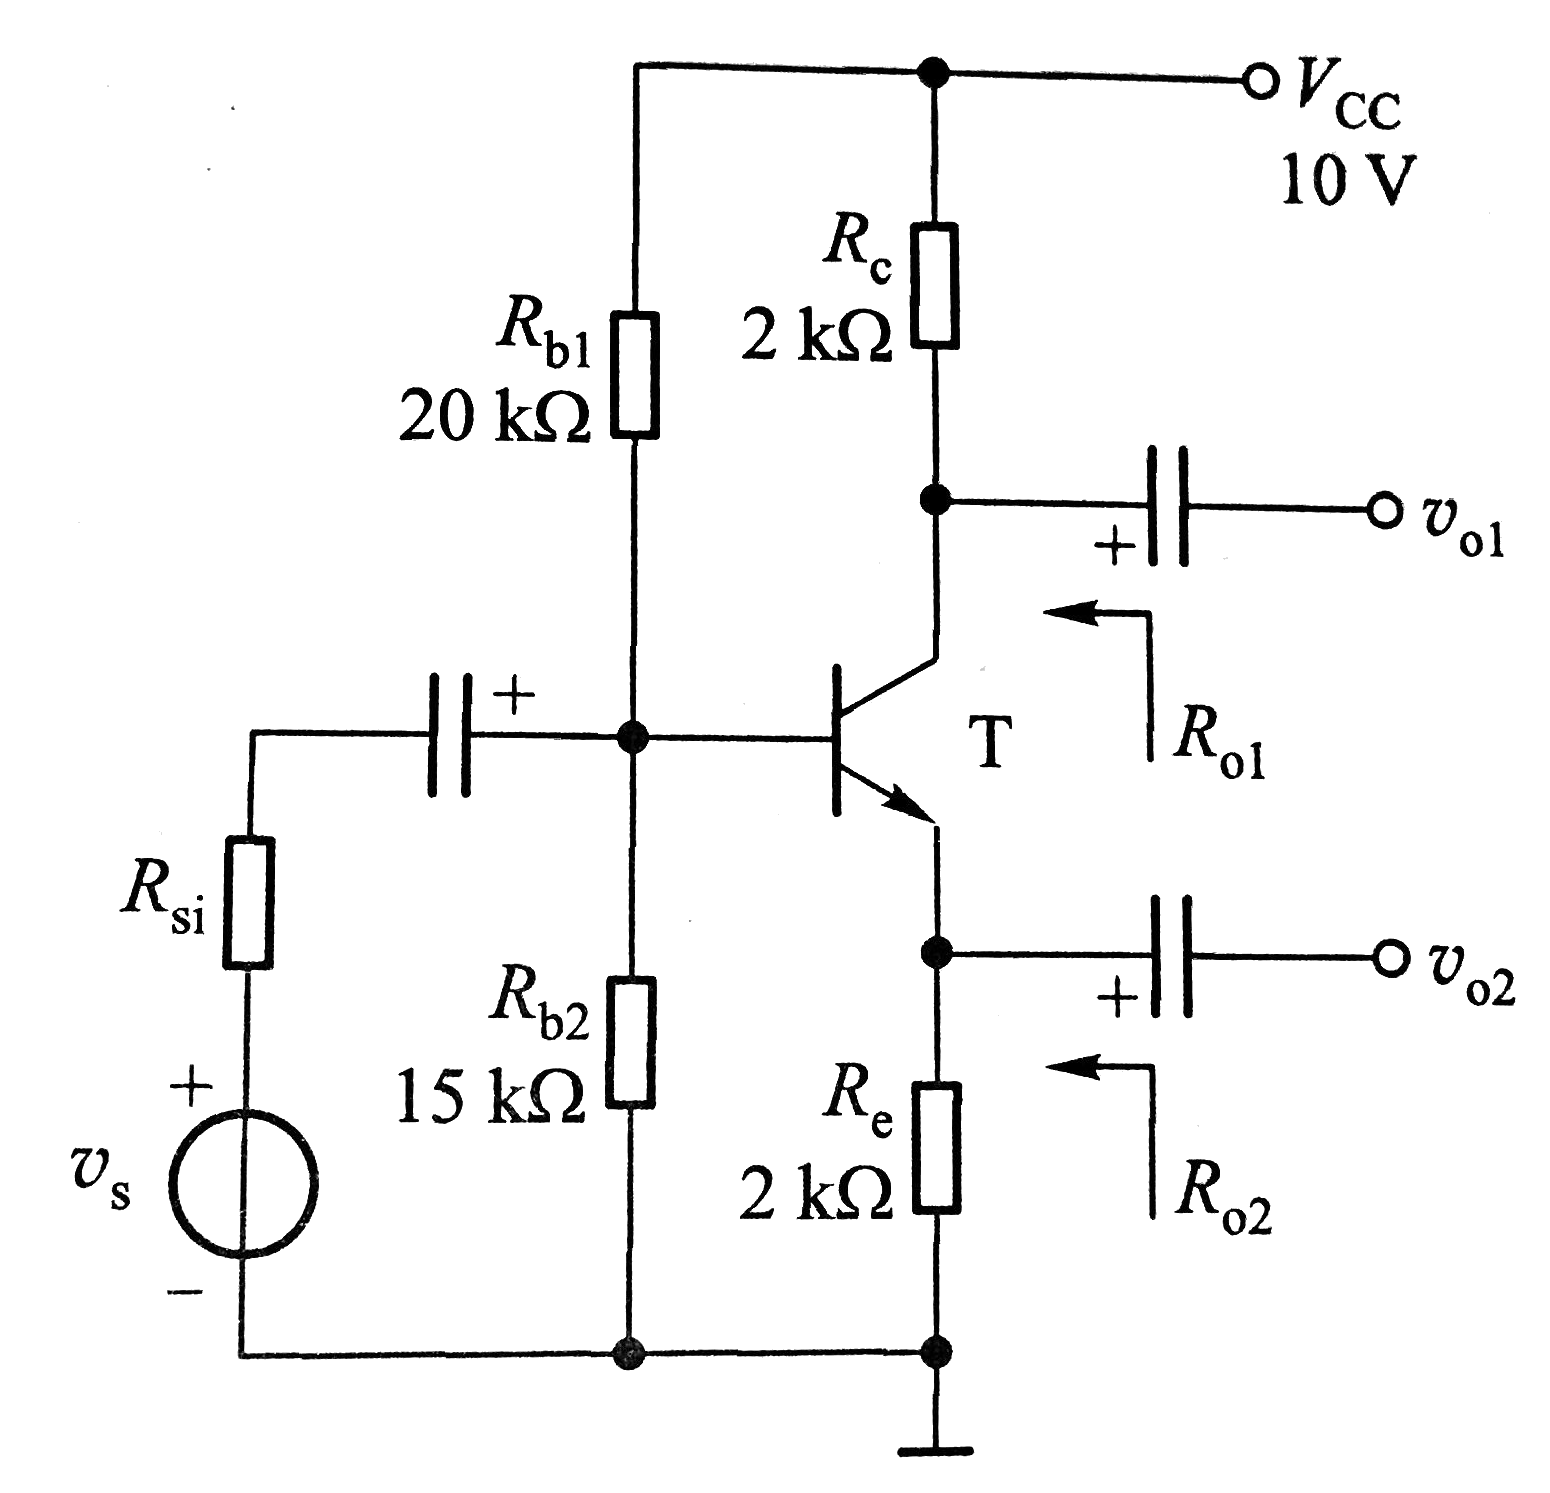 V_CC
10 V
R_c
2 kΩ
R_b1
20 kΩ
+
v_o1
+
T
R_o1
R_si
R_b2
15 kΩ
+
v_o2
R_e
2 kΩ
R_o2
+
v_s
−